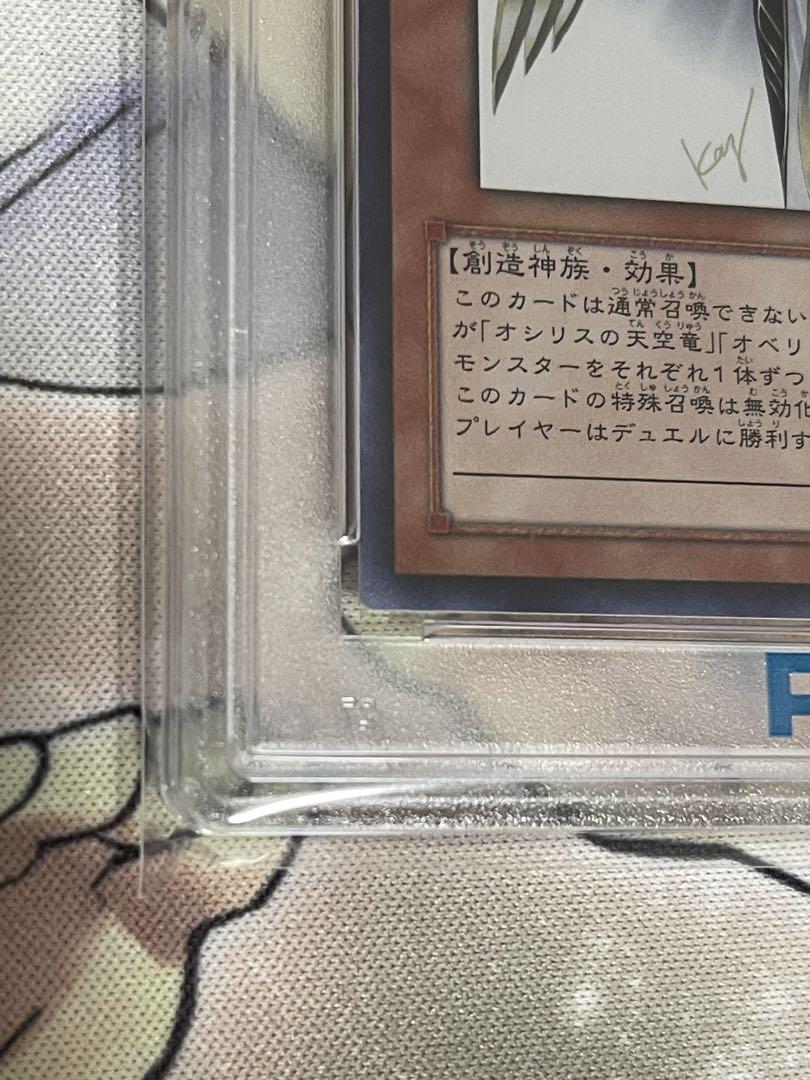 Kay
【創造神族・効果】
このカードは通常召喚できない
が「オシリスの天空竜」「オベリ
モンスターをそれぞれ1体ずつ
このカードの特殊召喚は無効化
プレイヤーはデュエルに勝利す
P